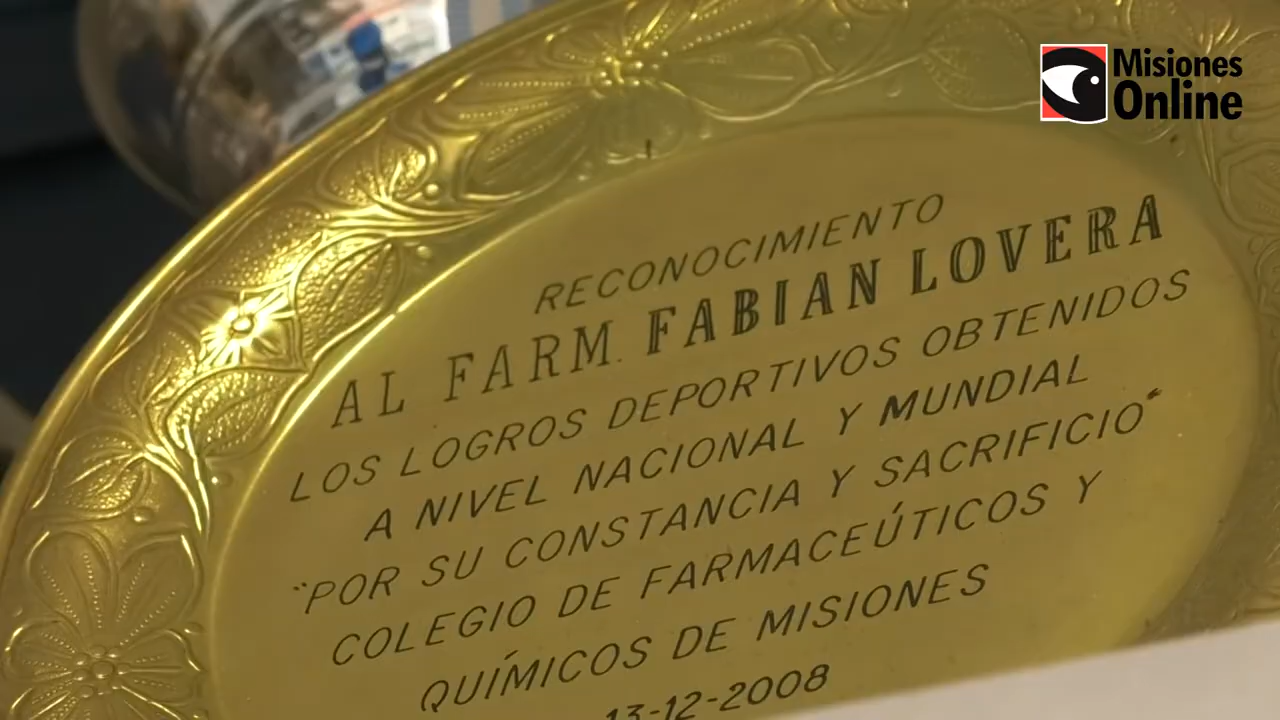 Misiones
Online
RECONOCIMIENTO
AL FARM. FABIAN LOVERA
LOS LOGROS DEPORTIVOS OBTENIDOS
A NIVEL NACIONAL Y MUNDIAL
"POR SU CONSTANCIA Y SACRIFICIO"
COLEGIO DE FARMACEÚTICOS Y
QUÍMICOS DE MISIONES
13-12-2008